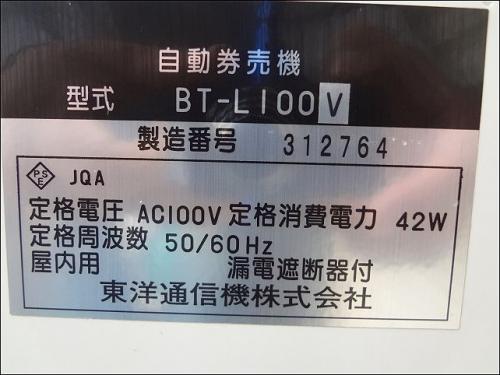 自動券売機
型式 BT-L100V
製造番号 312764
PSE JQA
定格電圧 AC100V 定格消費電力 42W
定格周波数 50/60Hz
屋内用 漏電遮断器付
東洋通信機株式会社